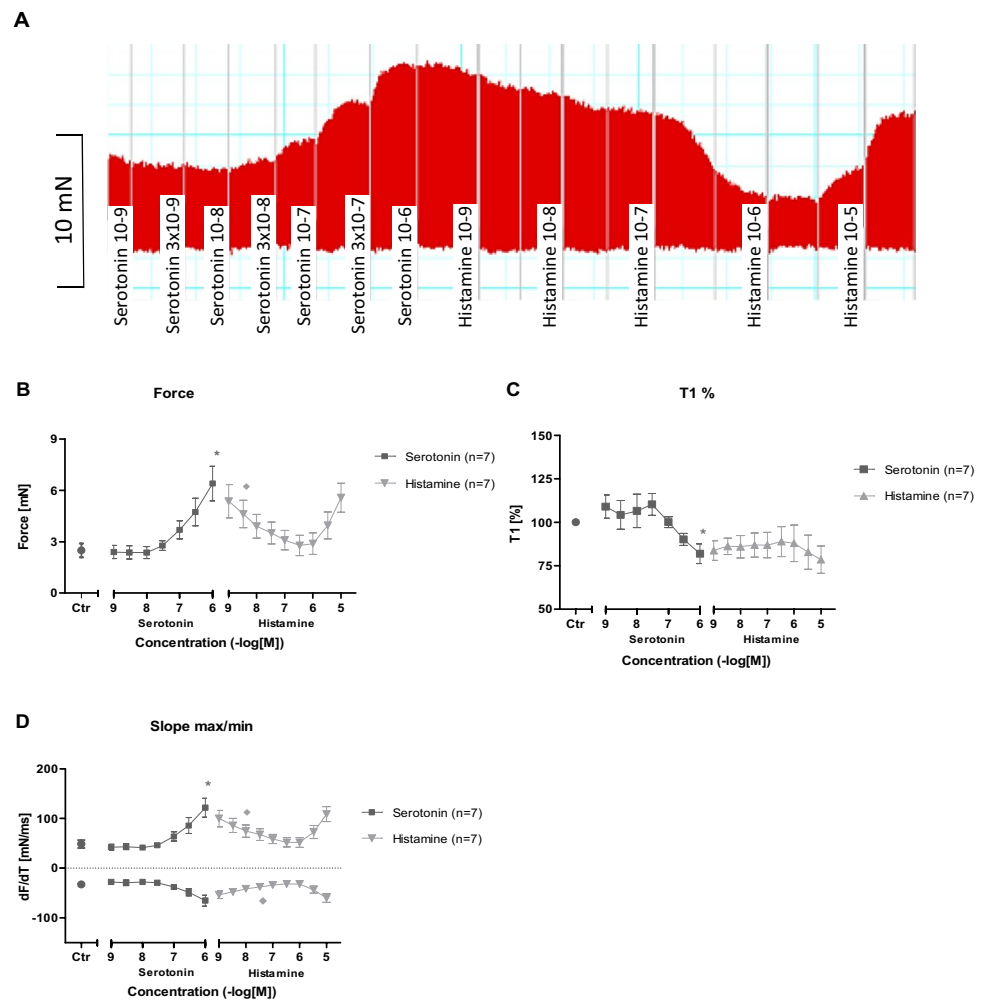 A
10 mN
Serotonin 10-9
Serotonin 3x10-9
Serotonin 10-8
Serotonin 3x10-8
Serotonin 10-7
Serotonin 3x10-7
Serotonin 10-6
Histamine 10-9
Histamine 10-8
Histamine 10-7
Histamine 10-6
Histamine 10-5
B
Force
9
6
3
0
Force [mN]
*
Serotonin (n=7)
Histamine (n=7)
Ctr 9 8 7 6 9 8 7 6 5
Serotonin Histamine
Concentration (-log[M])
C
T1 %
150
125
100
75
50
T1 [%]
*
Serotonin (n=7)
Histamine (n=7)
Ctr 9 8 7 6 9 8 7 6 5
Serotonin Histamine
Concentration (-log[M])
D
Slope max/min
200
100
0
-100
dF/dT [mN/ms]
*
Serotonin (n=7)
Histamine (n=7)
Ctr 9 8 7 6 9 8 7 6 5
Serotonin Histamine
Concentration (-log[M])